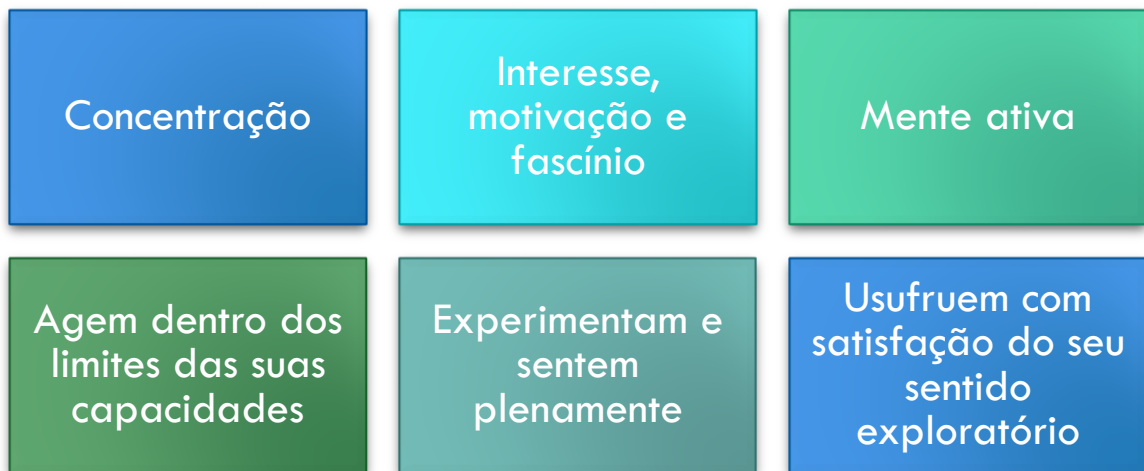 Concentração
Interesse,
motivação e
fascínio
Mente ativa
Agem dentro dos
limites das suas
capacidades
Experimentam e
sentem
plenamente
Usufruem com
satisfação do seu
sentido
exploratório